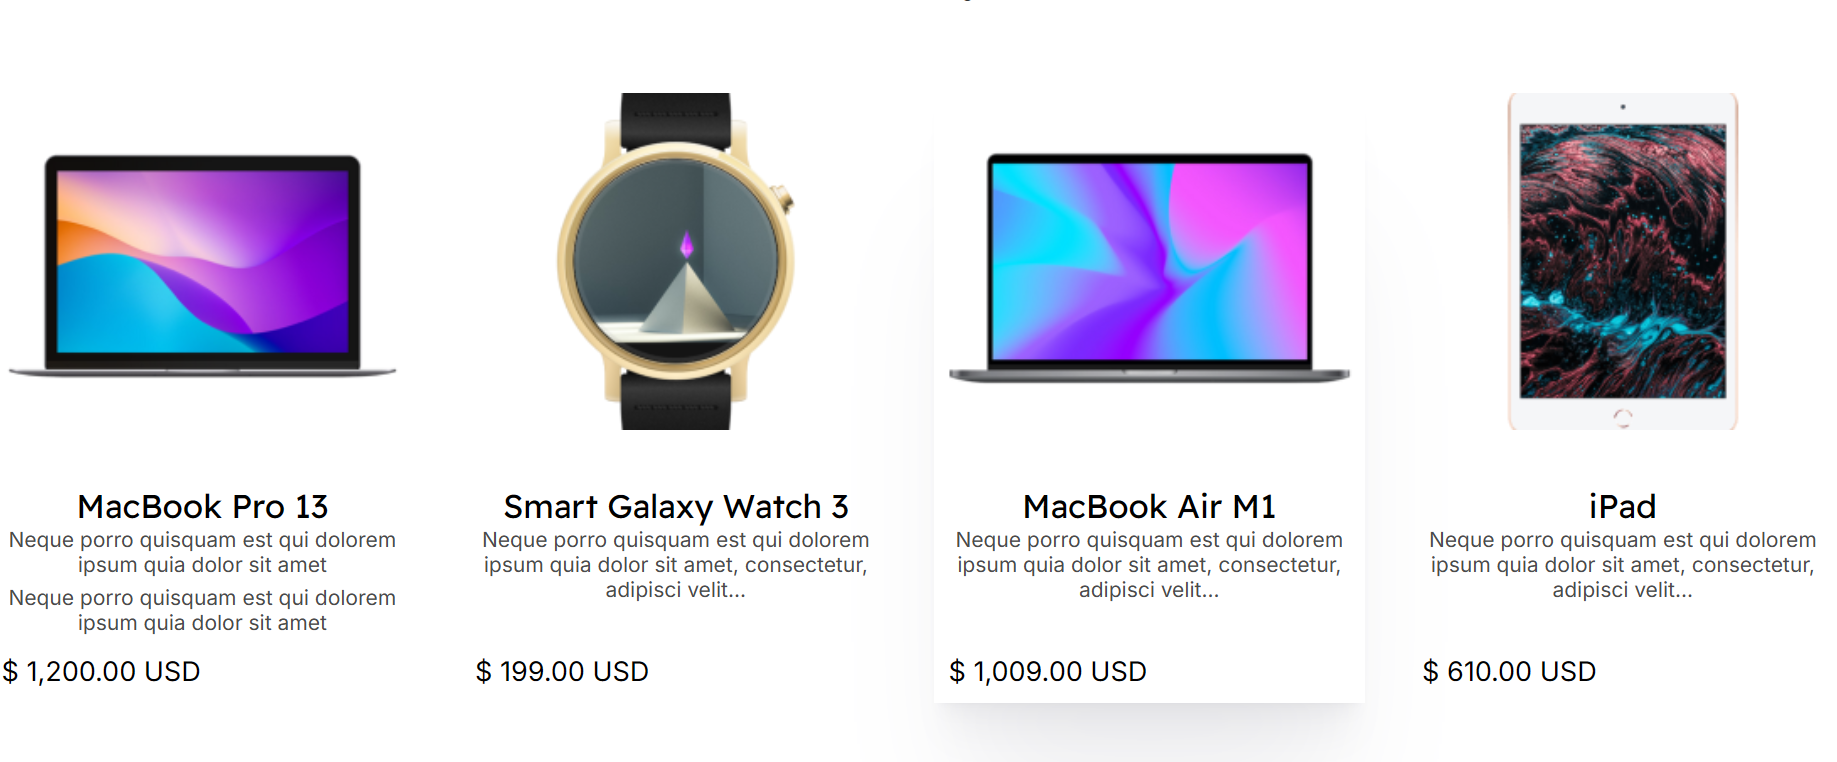 MacBook Pro 13
Neque porro quisquam est qui dolorem
ipsum quia dolor sit amet
Neque porro quisquam est qui dolorem
ipsum quia dolor sit amet
$ 1,200.00 USD
Smart Galaxy Watch 3
Neque porro quisquam est qui dolorem
ipsum quia dolor sit amet, consectetur,
adipisci velit...
$ 199.00 USD
MacBook Air M1
Neque porro quisquam est qui dolorem
ipsum quia dolor sit amet, consectetur,
adipisci velit...
$ 1,009.00 USD
iPad
Neque porro quisquam est qui dolorem
ipsum quia dolor sit amet, consectetur,
adipisci velit...
$ 610.00 USD